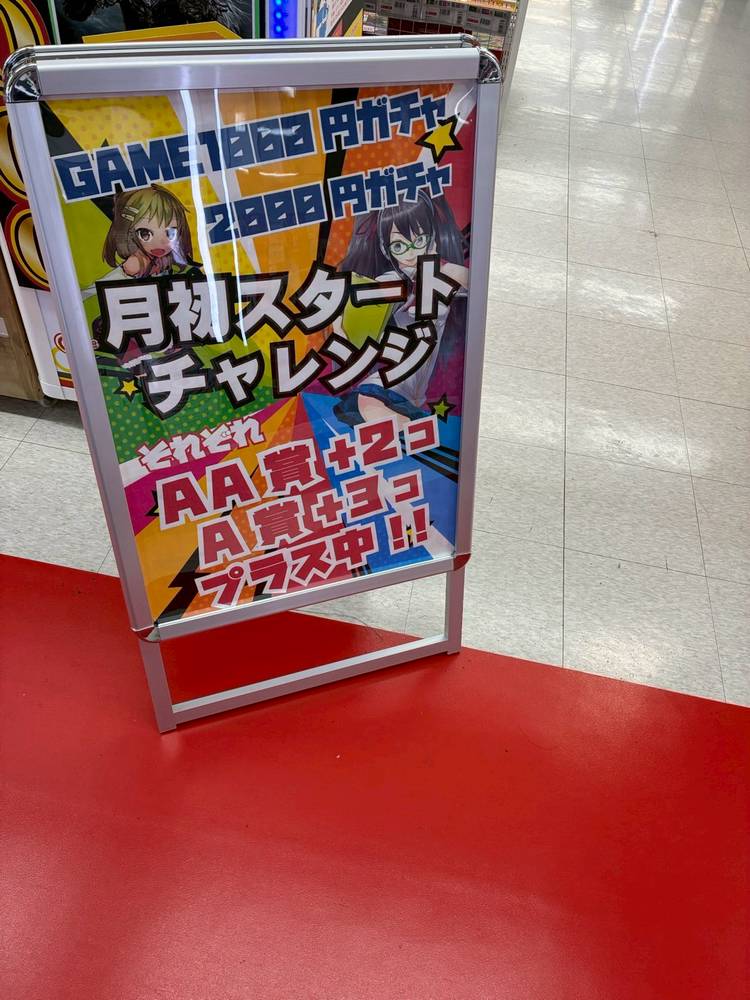 GAME1000円ガチャ
2000円ガチャ
月初スタート
チャレンジ
それぞれ
AA賞+2コ
A賞+3コ
プラス中!!